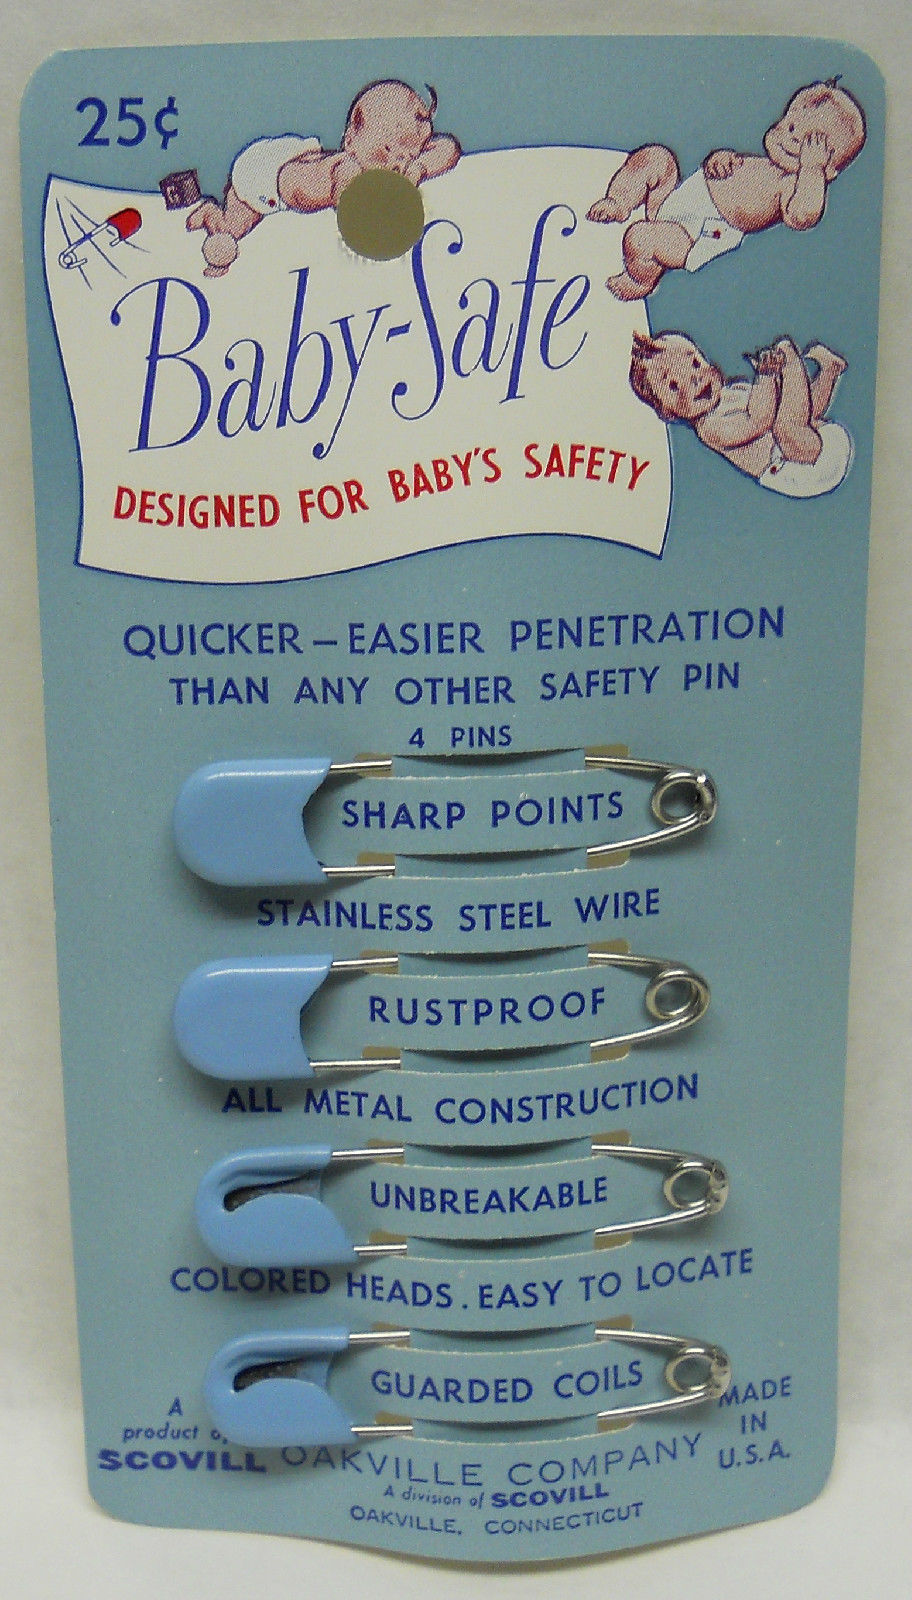 25¢
Baby-Safe
DESIGNED FOR BABY'S SAFETY
QUICKER – EASIER PENETRATION
THAN ANY OTHER SAFETY PIN
4 PINS
SHARP POINTS
STAINLESS STEEL WIRE
RUSTPROOF
ALL METAL CONSTRUCTION
UNBREAKABLE
COLORED HEADS. EASY TO LOCATE
GUARDED COILS
A
product of
SCOVILL
OAKVILLE COMPANY
A division of SCOVILL
OAKVILLE, CONNECTICUT
MADE
IN
U.S.A.